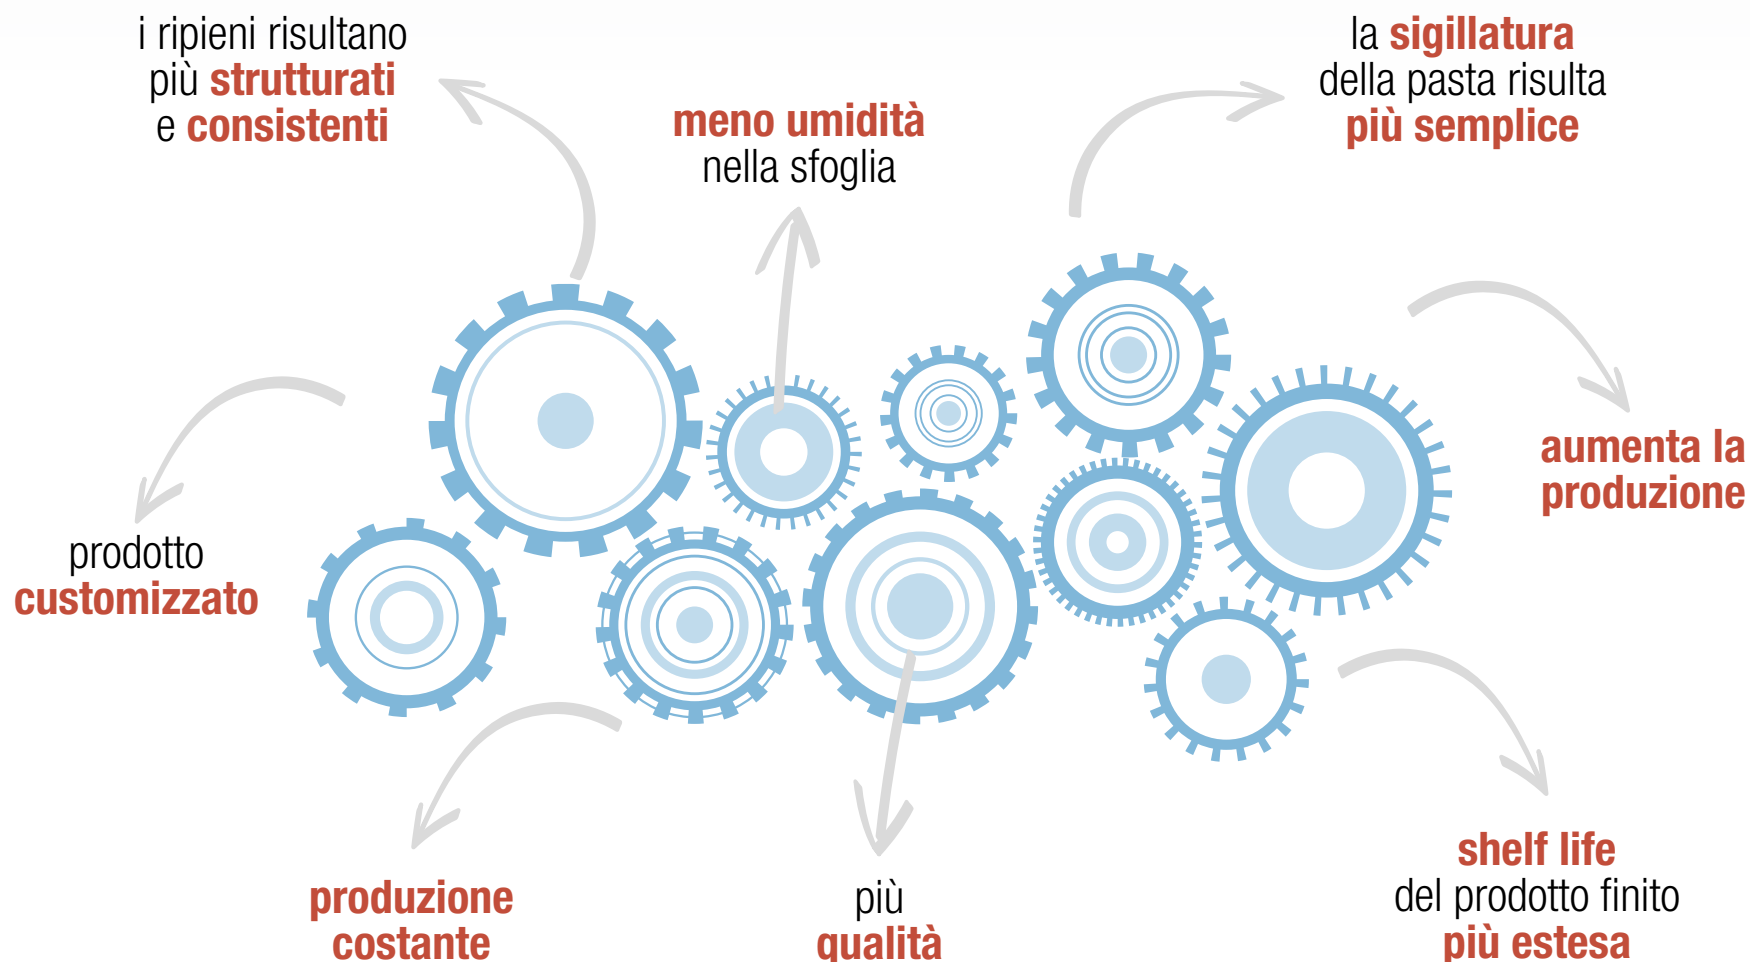 i ripieni risultano
più strutturati
e consistenti
meno umidità
nella sfoglia
la sigillatura
della pasta risulta
più semplice
aumenta la
produzione
prodotto
customizzato
produzione
costante
più
qualità
shelf life
del prodotto finito
più estesa